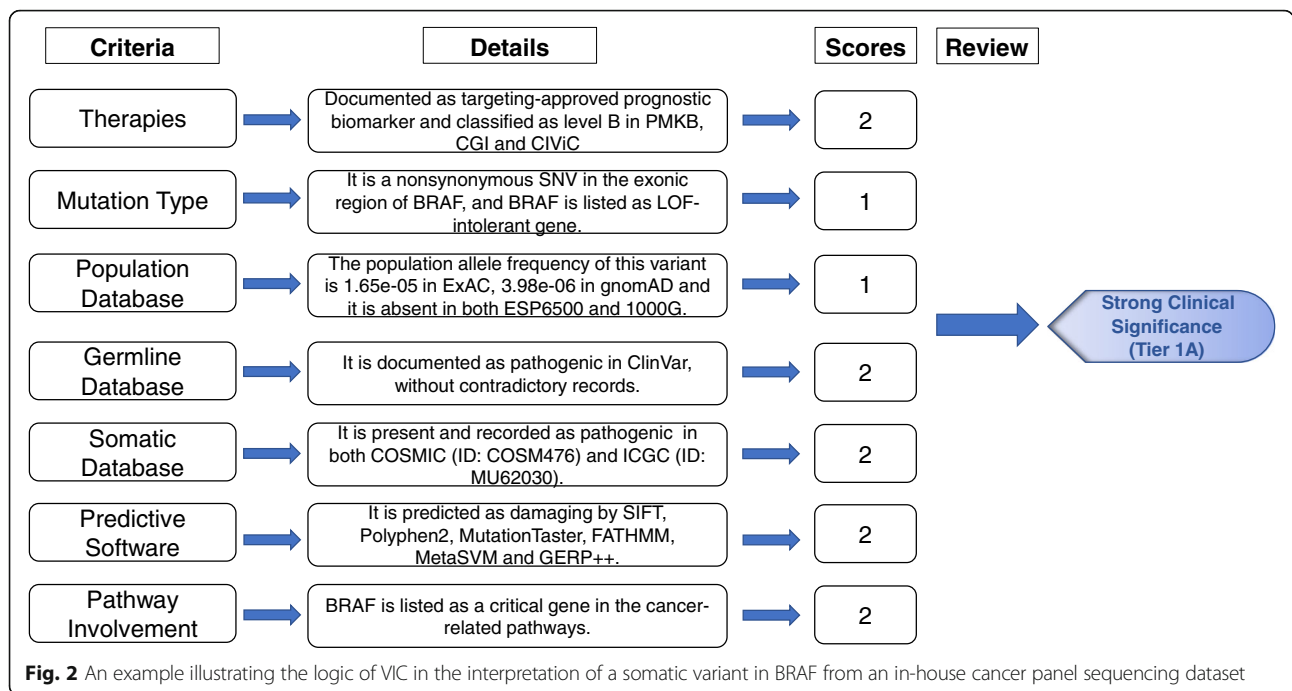 Criteria
Details
Scores
Review
Therapies
Documented as targeting-approved prognostic
biomarker and classified as level B in PMKB,
CGI and CIViC
2
Mutation Type
It is a nonsynonymous SNV in the exonic
region of BRAF, and BRAF is listed as LOF-
intolerant gene.
1
Population
Database
The population allele frequency of this variant
is 1.65e-05 in ExAC, 3.98e-06 in gnomAD and
it is absent in both ESP6500 and 1000G.
1
Germline
Database
It is documented as pathogenic in ClinVar,
without contradictory records.
2
Somatic
Database
It is present and recorded as pathogenic in
both COSMIC (ID: COSM476) and ICGC (ID:
MU62030).
2
Predictive
Software
It is predicted as damaging by SIFT,
Polyphen2, MutationTaster, FATHMM,
MetaSVM and GERP++.
2
Pathway
Involvement
BRAF is listed as a critical gene in the cancer-
related pathways.
2
Strong Clinical
Significance
(Tier 1A)
Fig. 2 An example illustrating the logic of VIC in the interpretation of a somatic variant in BRAF from an in-house cancer panel sequencing dataset